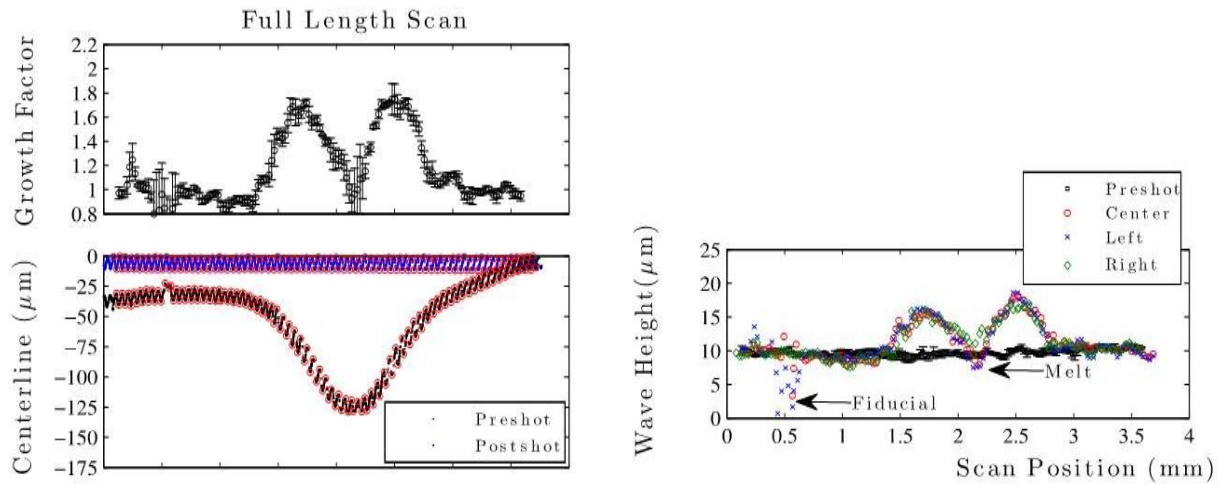 Full Length Scan
Growth Factor
2.2
2
1.8
1.6
1.4
1.2
1
0.8
Centerline (μm)
0
−25
−50
−75
−100
−125
−150
−175
Preshot
Postshot
Preshot
Center
Left
Right
Wave Height(μm)
25
20
15
10
5
0
Melt
Fiducial
0 0.5 1 1.5 2 2.5 3 3.5 4
Scan Position (mm)